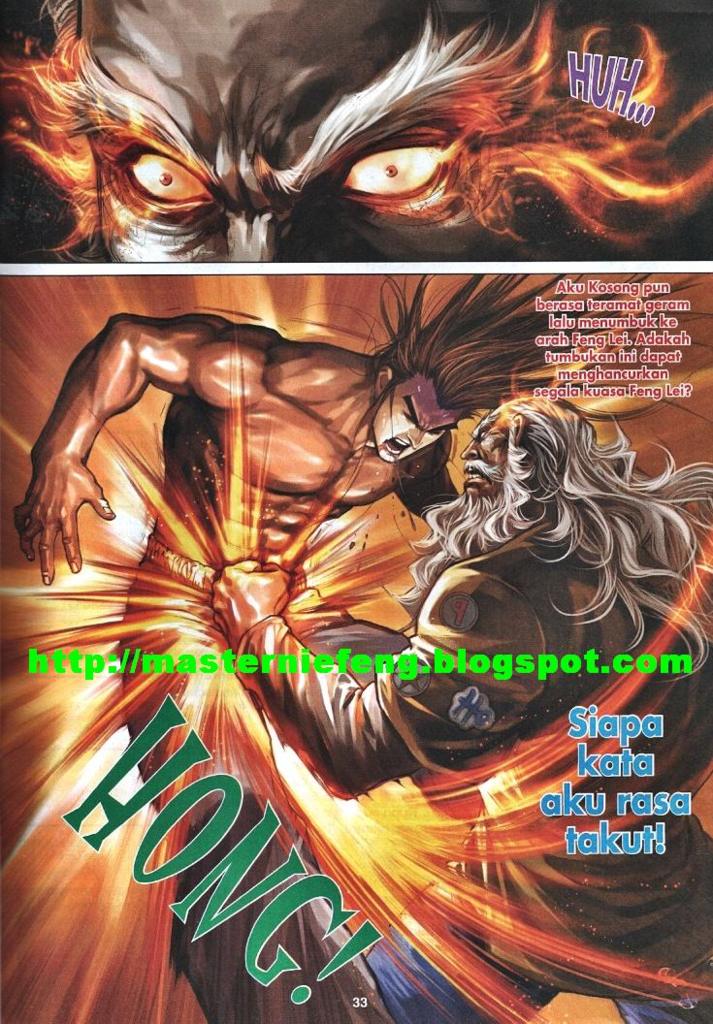 HUH...
Aku Kosong pun
berasa teramat geram
lalu menumbuk ke
arah Feng Lei. Adakah
tumbukan ini dapat
menghancurkan
segala kuasa Feng Lei?
http://masterniefeng.blogspot.com
Siapa
kata
aku rasa
takut!
HONG!
33